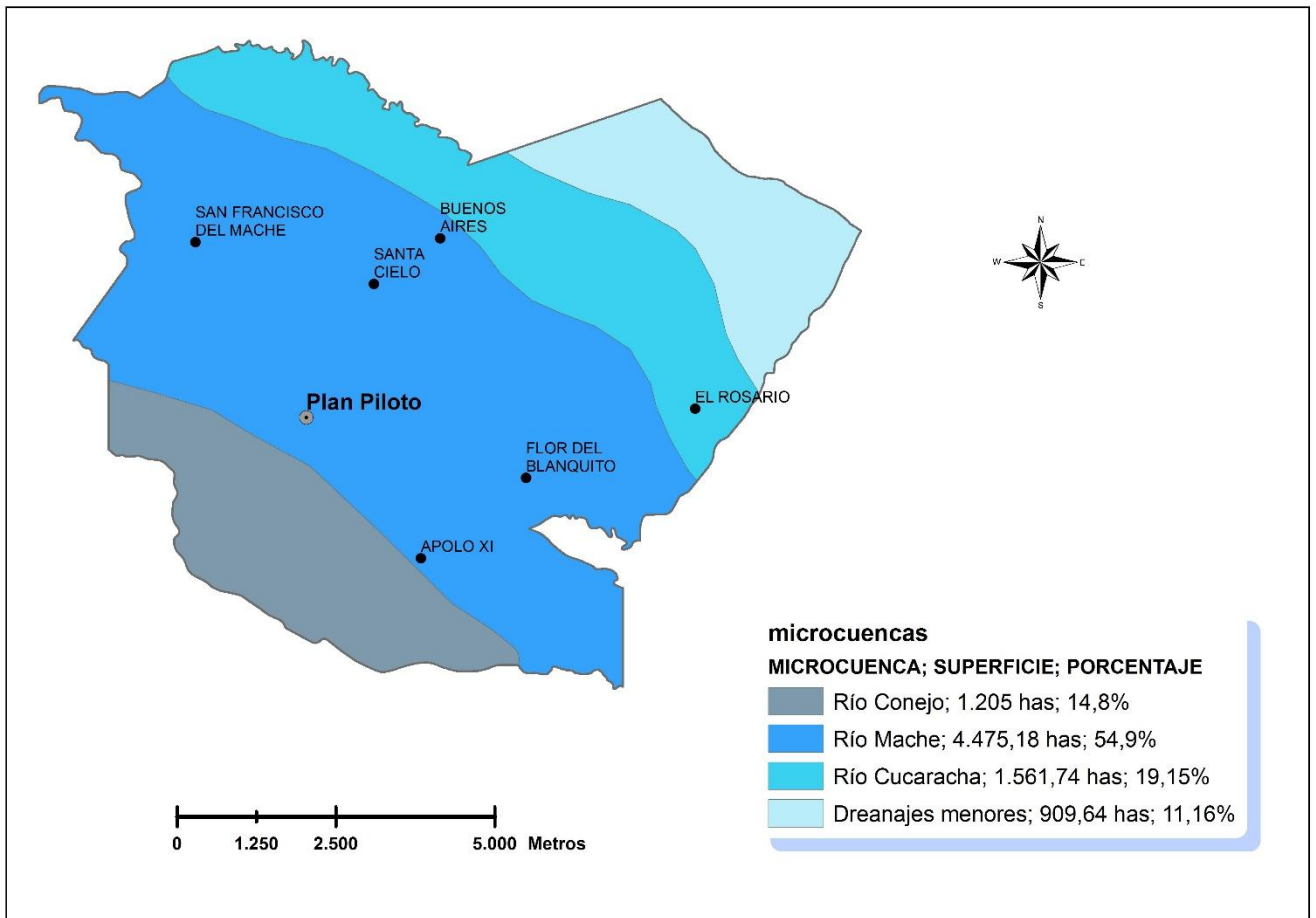 SAN FRANCISCO
DEL MACHE
BUENOS
AIRES
SANTA
CIELO
N
W
E
S
Plan Piloto
EL ROSARIO
FLOR DEL
BLANQUITO
APOLO XI
microcuencas
MICROCUENCA; SUPERFICIE; PORCENTAJE
Río Conejo; 1.205 has; 14,8%
Río Mache; 4.475,18 has; 54,9%
Río Cucaracha; 1.561,74 has; 19,15%
Dreanajes menores; 909,64 has; 11,16%
0 1.250 2.500 5.000 Metros